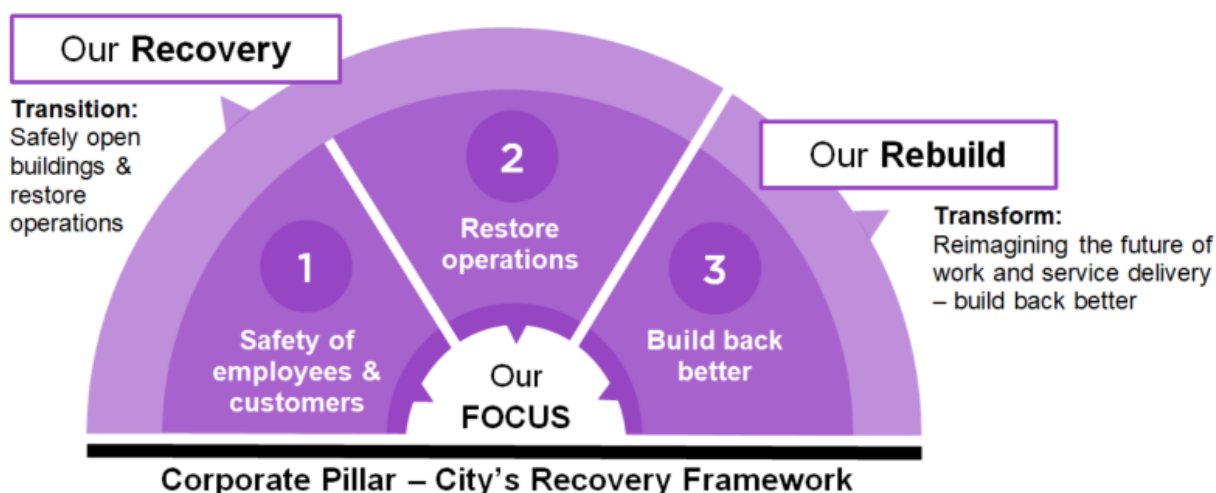 Our Recovery
Transition:
Safely open
buildings &
restore
operations
1
Safety of
employees &
customers
2
Restore
operations
3
Build back
better
Our
FOCUS
Our Rebuild
Transform:
Reimagining the future of
work and service delivery
– build back better
Corporate Pillar – City's Recovery Framework